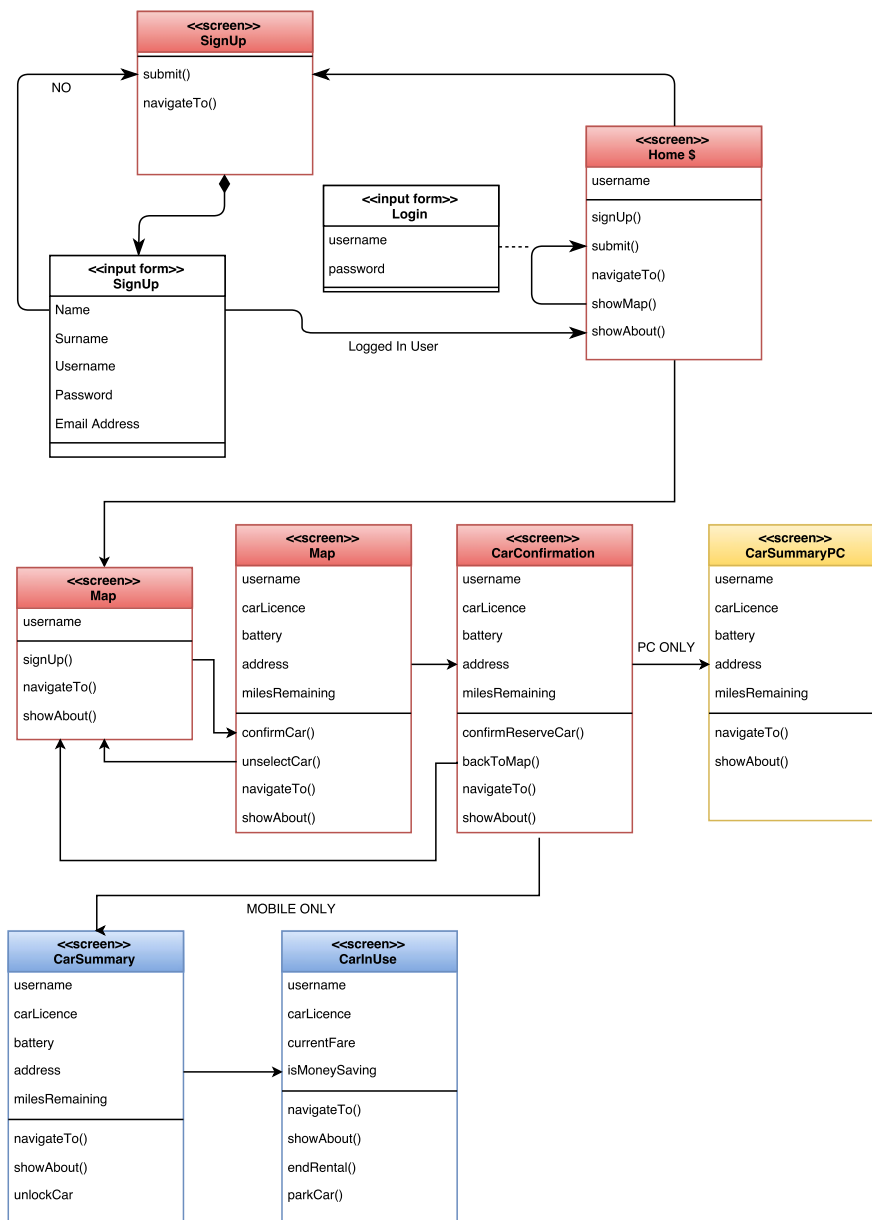 <<screen>>
SignUp
submit()
navigateTo()
NO
<<screen>>
Home $
username
signUp()
submit()
navigateTo()
showMap()
showAbout()
<<input form>>
Login
username
password
<<input form>>
SignUp
Name
Surname
Username
Password
Email Address
Logged In User
<<screen>>
Map
username
signUp()
navigateTo()
showAbout()
<<screen>>
Map
username
carLicence
battery
address
milesRemaining
confirmCar()
unselectCar()
navigateTo()
showAbout()
<<screen>>
CarConfirmation
username
carLicence
battery
address
milesRemaining
confirmReserveCar()
backToMap()
navigateTo()
showAbout()
PC ONLY
<<screen>>
CarSummaryPC
username
carLicence
battery
address
milesRemaining
navigateTo()
showAbout()
MOBILE ONLY
<<screen>>
CarSummary
username
carLicence
battery
address
milesRemaining
navigateTo()
showAbout()
unlockCar
<<screen>>
CarInUse
username
carLicence
currentFare
isMoneySaving
navigateTo()
showAbout()
endRental()
parkCar()